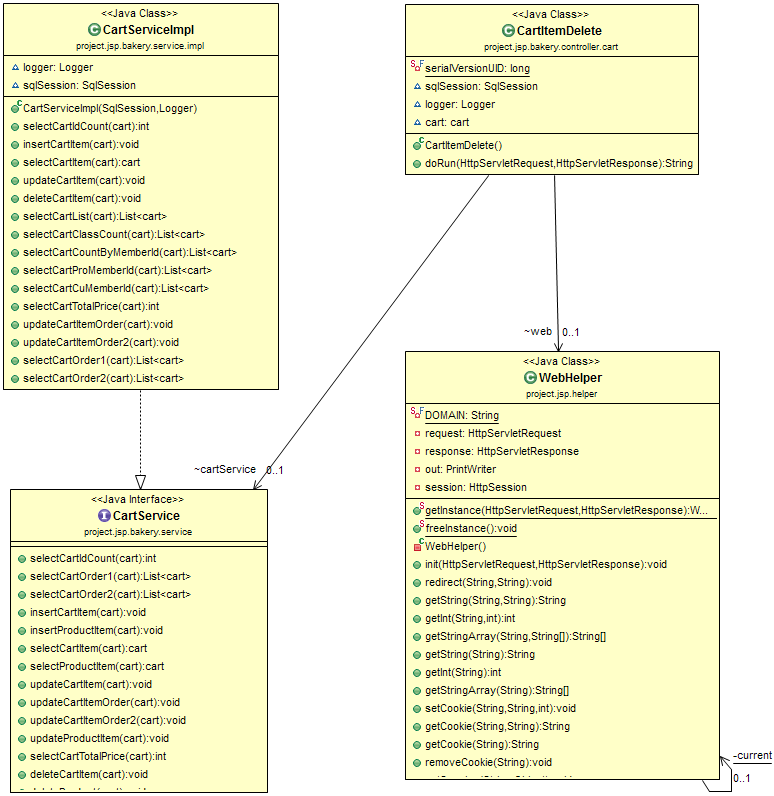 <<Java Class>>
CartServiceImpl
project.jsp.bakery.service.impl
logger: Logger
sqlSession: SqlSession
CartServiceImpl(SqlSession,Logger)
selectCartIdCount(cart):int
insertCartItem(cart):void
selectCartItem(cart):cart
updateCartItem(cart):void
deleteCartItem(cart):void
selectCartList(cart):List<cart>
selectCartClassCount(cart):List<cart>
selectCartCountByMemberId(cart):List<cart>
selectCartProMemberId(cart):List<cart>
selectCartCuMemberId(cart):List<cart>
selectCartTotalPrice(cart):int
updateCartItemOrder(cart):void
updateCartItemOrder2(cart):void
selectCartOrder1(cart):List<cart>
selectCartOrder2(cart):List<cart>
<<Java Class>>
CartItemDelete
project.jsp.bakery.controller.cart
serialVersionUID: long
sqlSession: SqlSession
logger: Logger
cart: cart
CartItemDelete()
doRun(HttpServletRequest,HttpServletResponse):String
~web 0..1
~cartService 0..1
<<Java Interface>>
CartService
project.jsp.bakery.service
selectCartIdCount(cart):int
selectCartOrder1(cart):List<cart>
selectCartOrder2(cart):List<cart>
insertCartItem(cart):void
insertProductItem(cart):void
selectCartItem(cart):cart
selectProductItem(cart):cart
updateCartItem(cart):void
updateCartItemOrder(cart):void
updateCartItemOrder2(cart):void
updateProductItem(cart):void
selectCartTotalPrice(cart):int
deleteCartItem(cart):void
<<Java Class>>
WebHelper
project.jsp.helper
DOMAIN: String
request: HttpServletRequest
response: HttpServletResponse
out: PrintWriter
session: HttpSession
getInstance(HttpServletRequest,HttpServletResponse):W...
freeInstance():void
WebHelper()
init(HttpServletRequest,HttpServletResponse):void
redirect(String,String):void
getString(String,String):String
getInt(String,int):int
getStringArray(String,String[]):String[]
getString(String):String
getInt(String):int
getStringArray(String):String[]
setCookie(String,String,int):void
getCookie(String,String):String
getCookie(String):String
removeCookie(String):void
-current
0..1